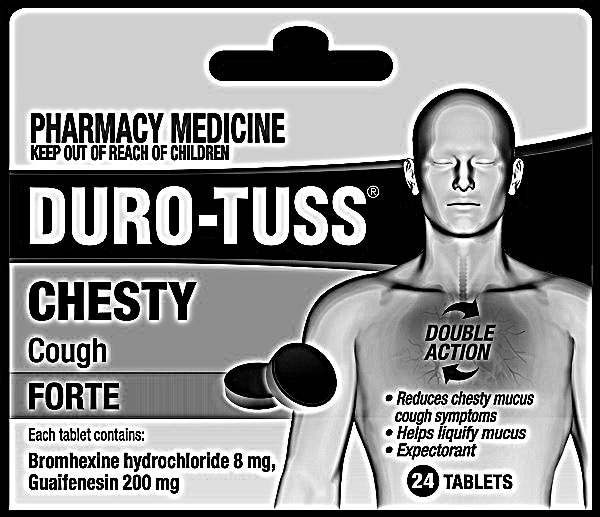 PHARMACY MEDICINE
KEEP OUT OF REACH OF CHILDREN
DURO-TUSS®
CHESTY
Cough
FORTE
Each tablet contains:
Bromhexine hydrochloride 8 mg,
Guaifenesin 200 mg
DOUBLE
ACTION
• Reduces chesty mucus
cough symptoms
• Helps liquify mucus
• Expectorant
24 TABLETS